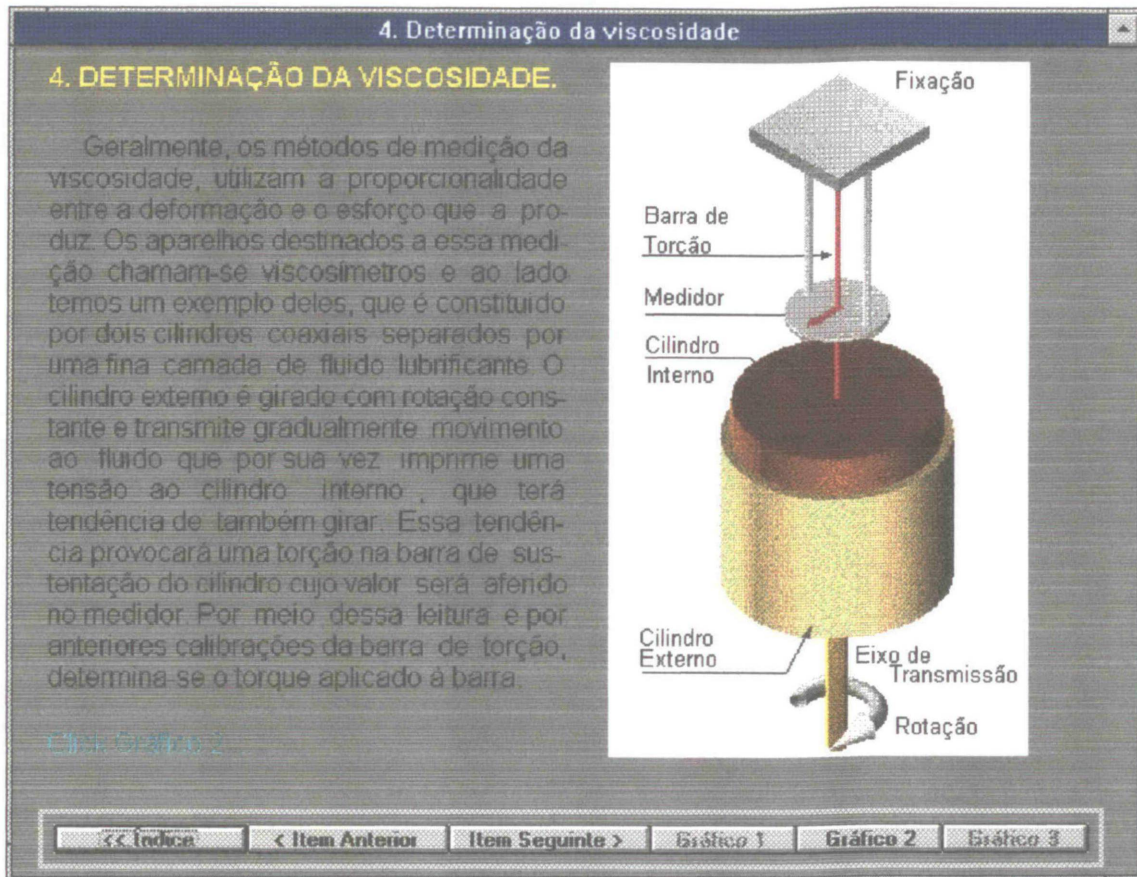 4. Determinação da viscosidade
4. DETERMINAÇÃO DA VISCOSIDADE.
Geralmente, os métodos de medição da
viscosidade, utilizam a proporcionalidade
entre a deformação e o esforço que a pro-
duz. Os aparelhos destinados a essa medi-
ção chamam-se viscosímetros e ao lado
temos um exemplo deles, que é constituído
por dois cilindros coaxiais separados por
uma fina camada de fluido lubrificante. O
cilindro externo é girado com rotação cons-
tante e transmite gradualmente movimento
ao fluido que por sua vez imprime uma
tensão ao cilindro interno , que terá
tendência de também girar. Essa tendên-
cia provocará uma torção na barra de sus-
tentação do cilindro cujo valor será aferido
no medidor. Por meio dessa leitura e por
anteriores calibrações da barra de torção,
determina-se o torque aplicado à barra.
Click Gráfico 2
Fixação
Barra de
Torção
Medidor
Cilindro
Interno
Cilindro
Externo
Eixo de
Transmissão
Rotação
<< Índice
< Item Anterior
Item Seguinte >
Gráfico 1
Gráfico 2
Gráfico 3